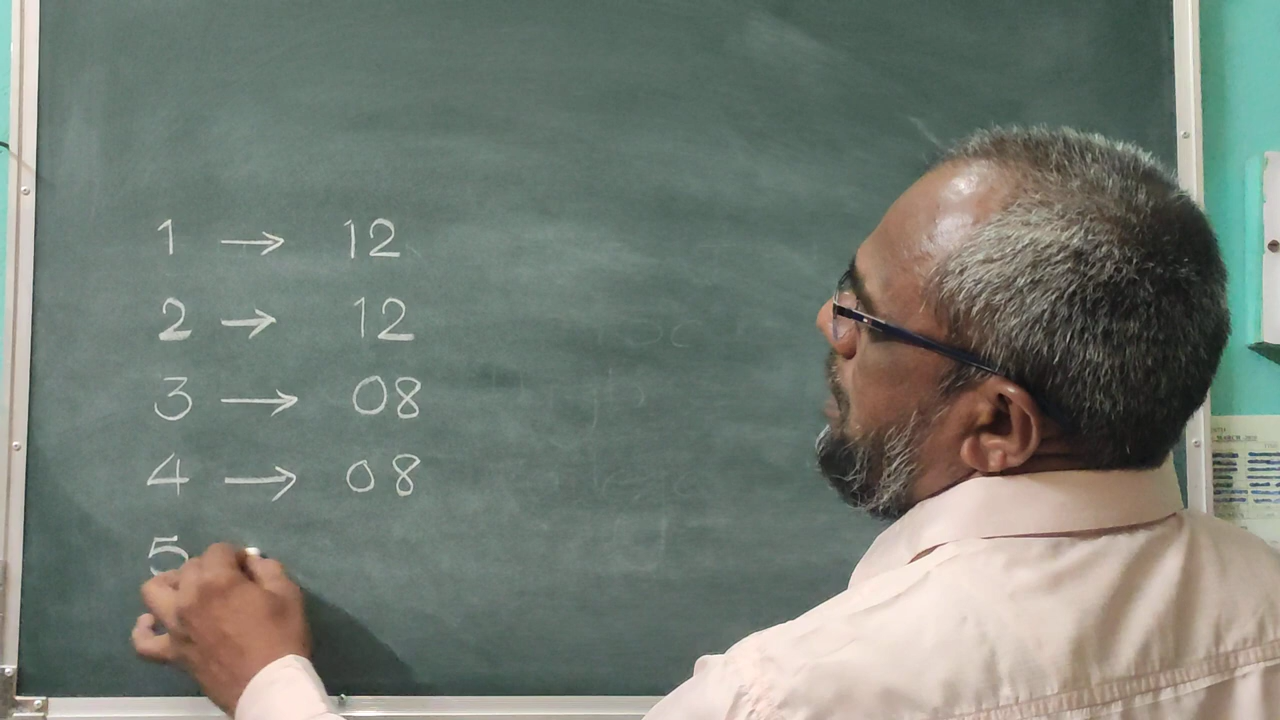 1 → 12
2 → 12
3 → 08
4 → 08
5